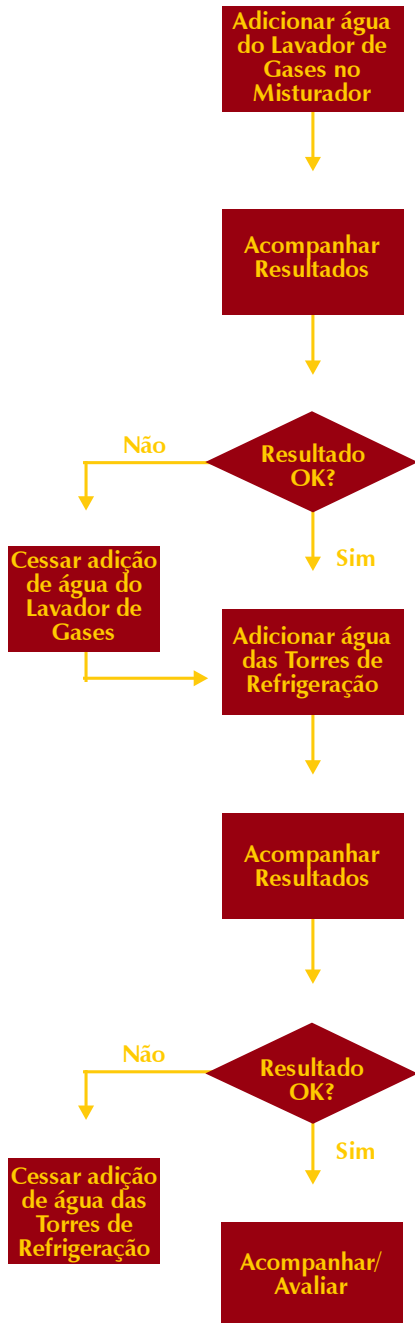 Adicionar água
do Lavador de
Gases no
Misturador
Acompanhar
Resultados
Não
Resultado
OK?
Sim
Cessar adição
de água do
Lavador de
Gases
Adicionar água
das Torres de
Refrigeração
Acompanhar
Resultados
Não
Resultado
OK?
Sim
Cessar adição
de água das
Torres de
Refrigeração
Acompanhar/
Avaliar